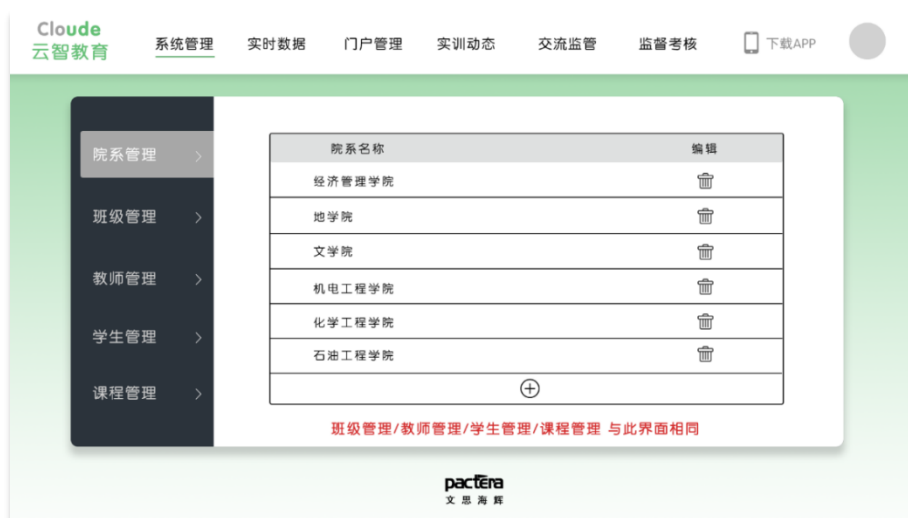 Cloude
云智教育
系统管理 实时数据 门户管理 实训动态 交流监管 监督考核 下载APP
院系管理
班级管理
教师管理
学生管理
课程管理
院系名称 编辑
经济管理学院
地学院
文学院
机电工程学院
化学工程学院
石油工程学院
班级管理/教师管理/学生管理/课程管理 与此界面相同
pactera
文思海辉